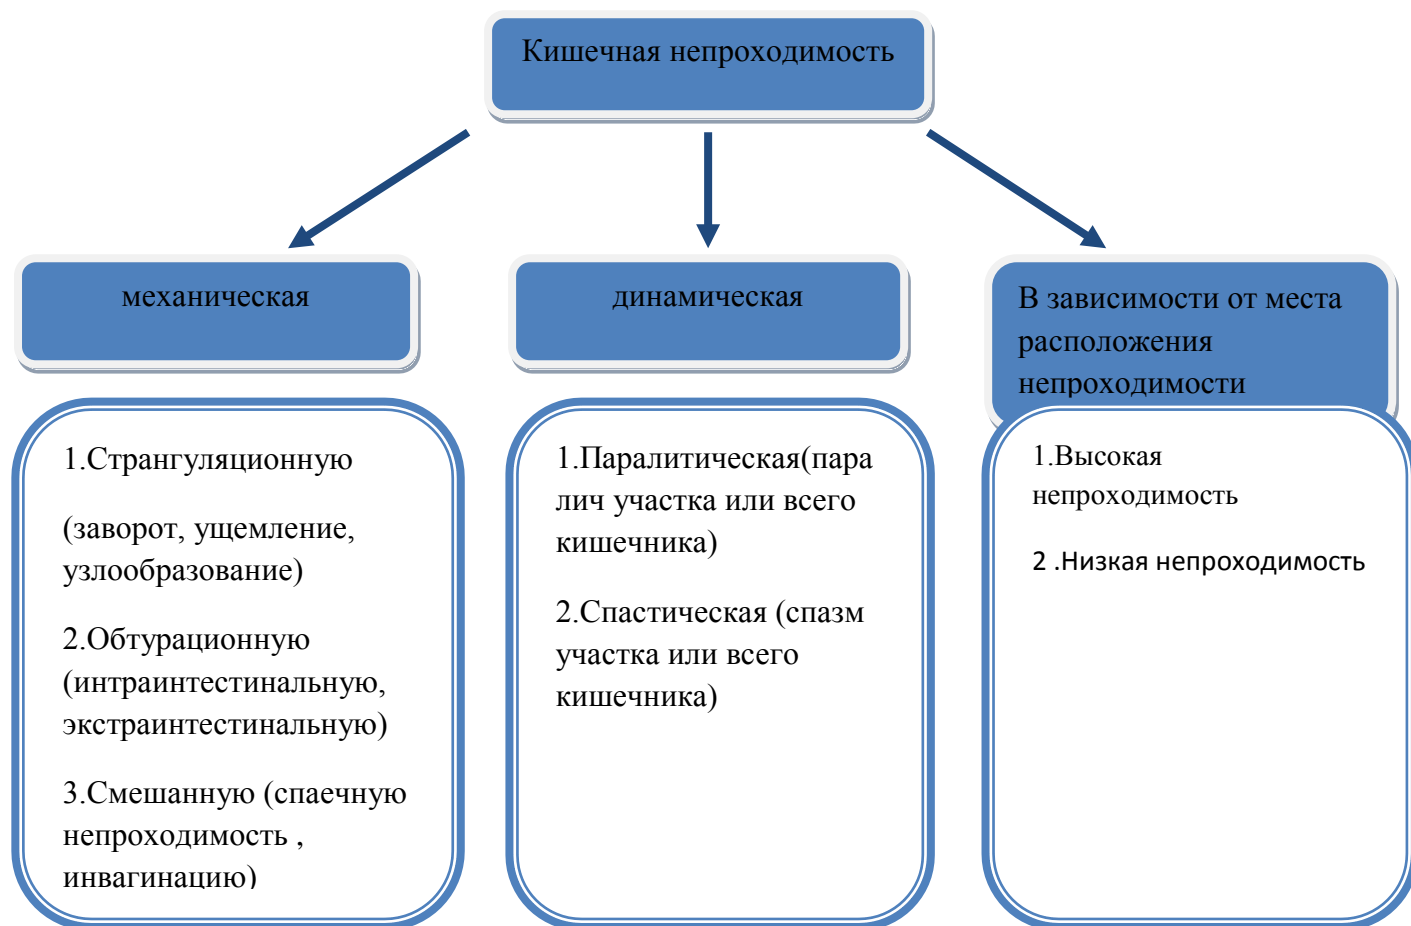 Кишечная непроходимость
механическая
динамическая
В зависимости от места
расположения
непроходимости
1.Странгуляционную
(заворот, ущемление,
узлообразование)
2.Обтурационную
(интраинтестинальную,
экстраинтестинальную)
3.Смешанную (спаечную
непроходимость ,
инвагинацию)
1.Паралитическая(пара
лич участка или всего
кишечника)
2.Спастическая (спазм
участка или всего
кишечника)
1.Высокая
непроходимость
2 .Низкая непроходимость